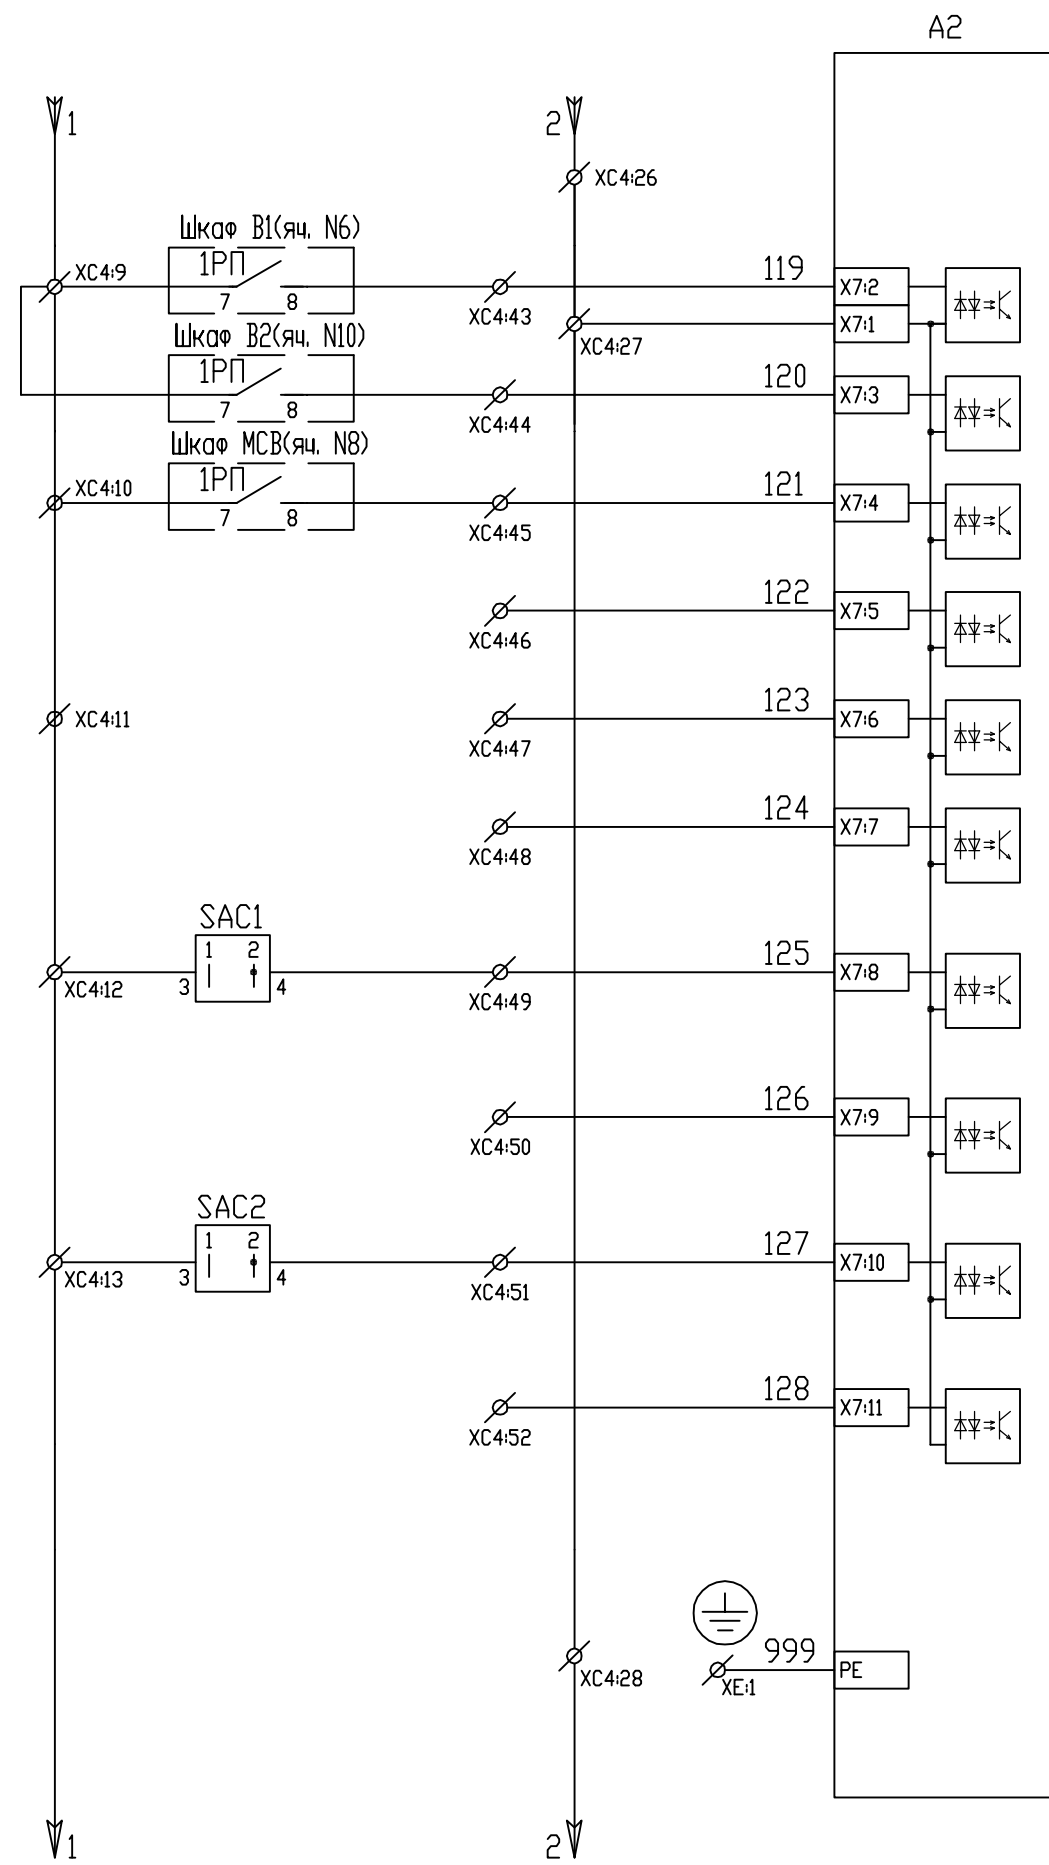 A2
1
2
XC4:26
Шкаф В1(яч. N6)
XC4:9
1РП
119
X7:2
7 8
XC4:43
X7:1
Шкаф В2(яч. N10)
XC4:27
1РП
120
X7:3
7 8
XC4:44
Шкаф МСВ(яч. N8)
XC4:10
1РП
121
X7:4
7 8
XC4:45
122
X7:5
XC4:46
123
XC4:11
X7:6
XC4:47
124
X7:7
XC4:48
SAC1
1 2
125
X7:8
XC4:12
3 4
XC4:49
126
X7:9
XC4:50
SAC2
1 2
127
X7:10
XC4:13
3 4
XC4:51
128
X7:11
XC4:52
999
PE
XC4:28
XE:1
1
2